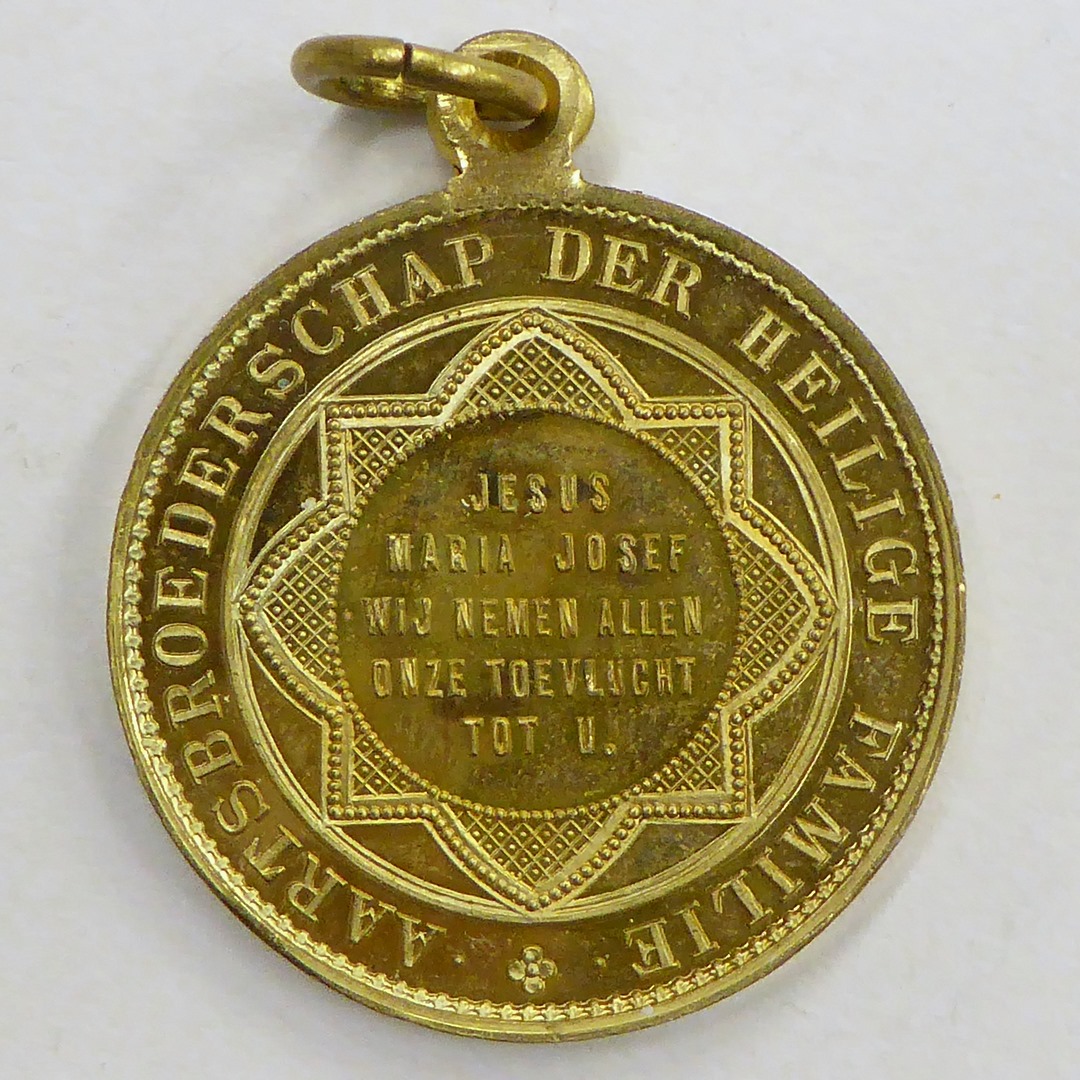 AARTSBROEDERSCHAP DER HEILIGE FAMILIE
JESUS
MARIA JOSEF
WIJ NEMEN ALLEN
ONZE TOEVLUCHT
TOT U.